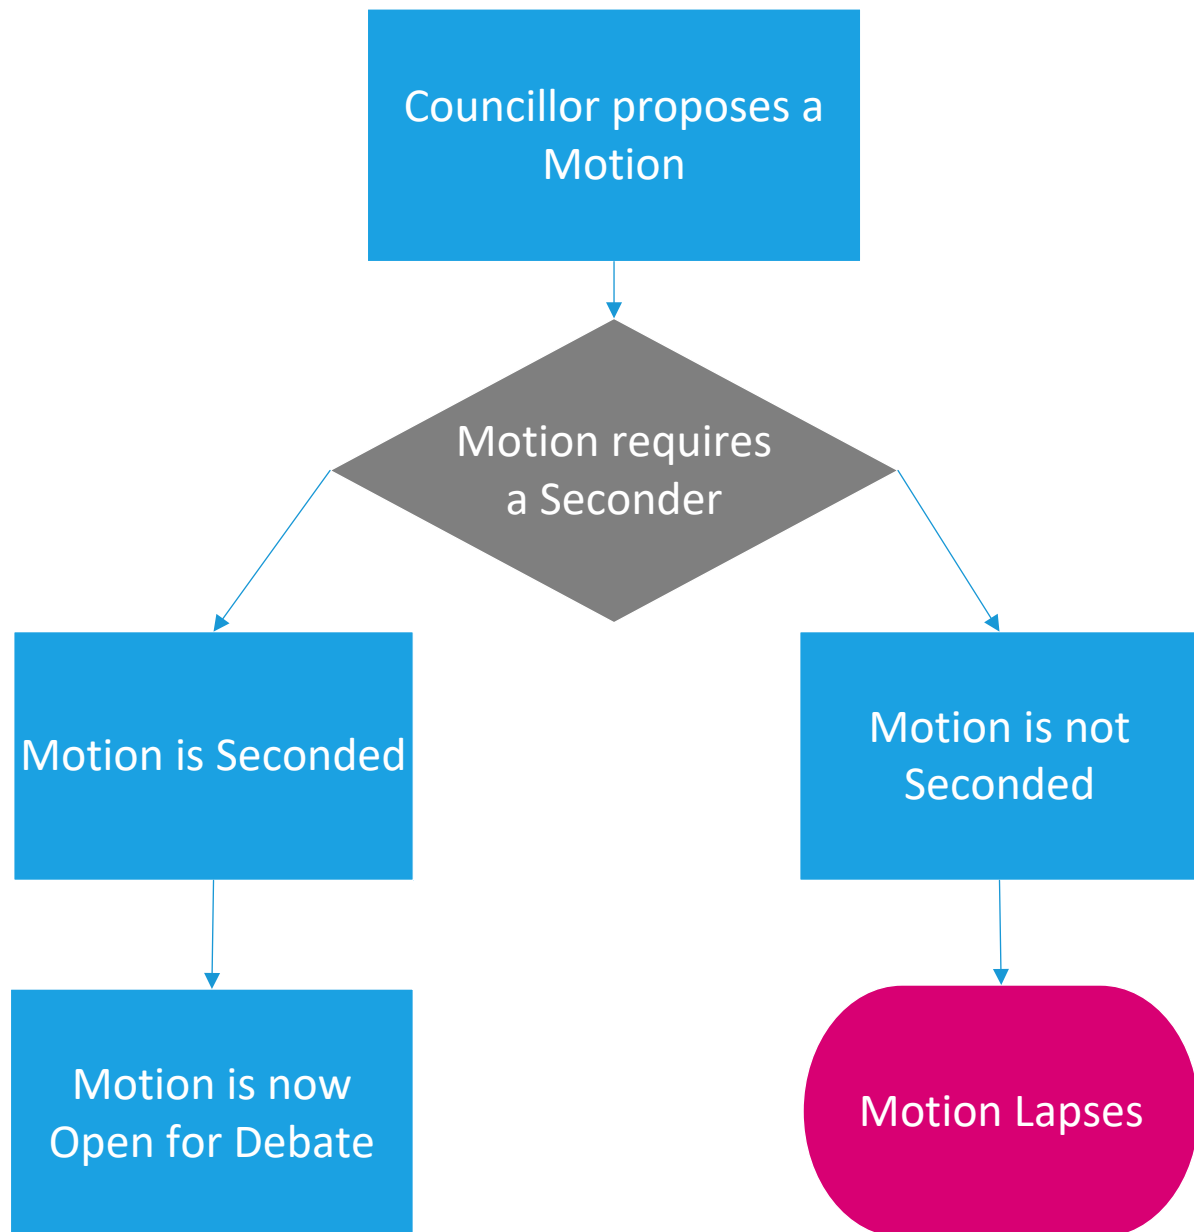 Councillor proposes a
Motion
Motion requires
a Seconder
Motion is Seconded
Motion is not
Seconded
Motion is now
Open for Debate
Motion Lapses